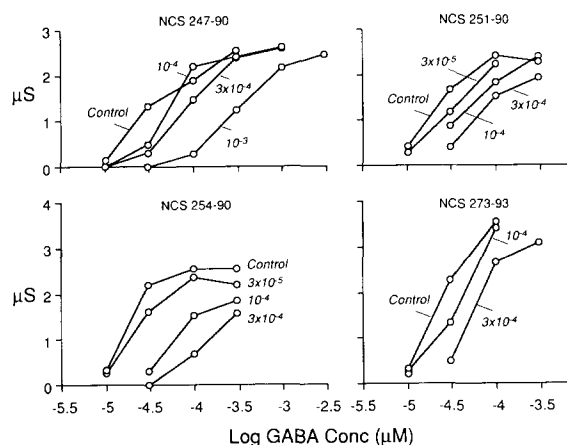 NCS 247-90
NCS 251-90
3
2
1
0
µS
Control
10-4
3x10-4
10-3
3x10-5
10-4
3x10-4
NCS 254-90
NCS 273-93
4
3
2
1
0
µS
Control
3x10-5
10-4
3x10-4
Control
10-4
3x10-4
-5.5 -5 -4.5 -4 -3.5 -3 -2.5
-5.5 -5 -4.5 -4 -3.5 -3
Log GABA Conc (µM)